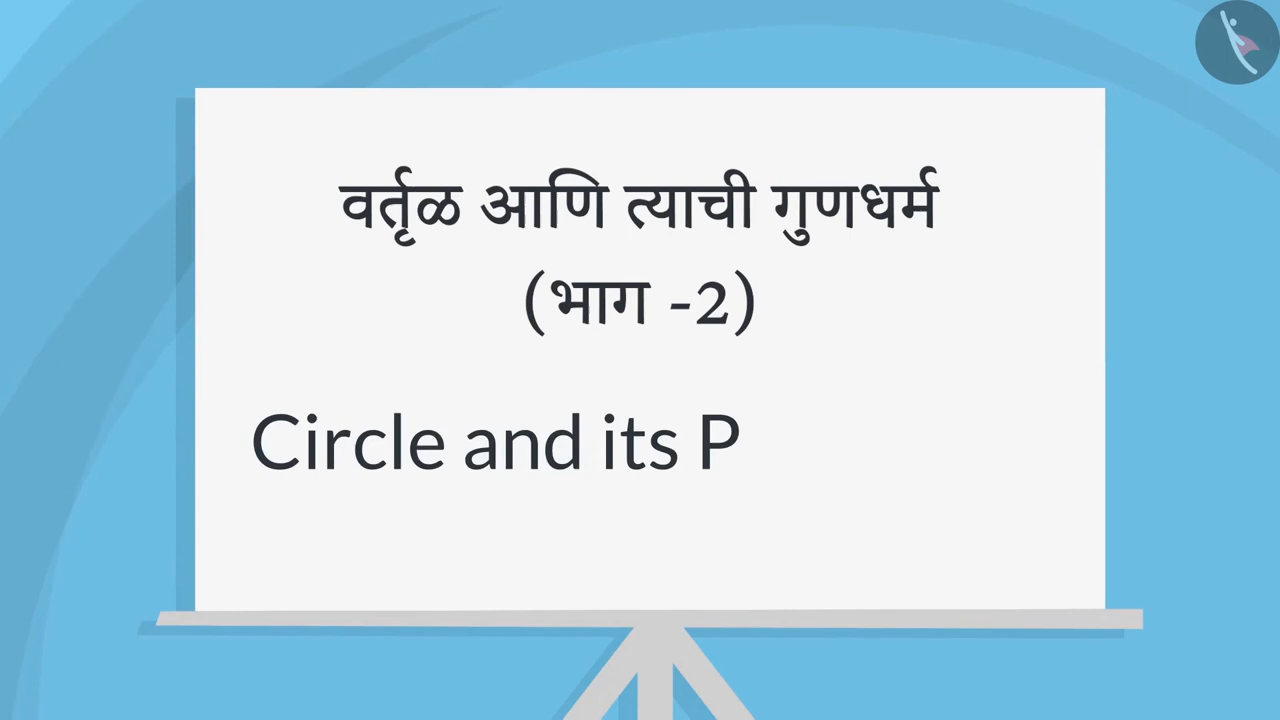 वर्तृळ आणि त्याची गुणधर्म
(भाग -2)
Circle and its P